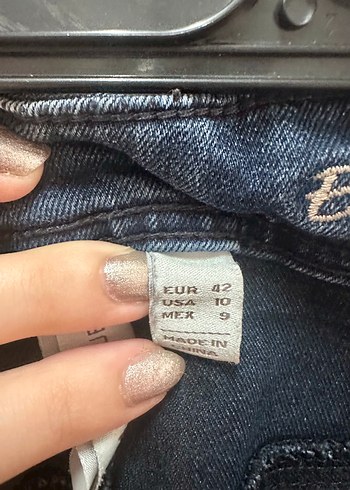 EUR 42
USA 10
MEX 9
MADE IN
CHINA